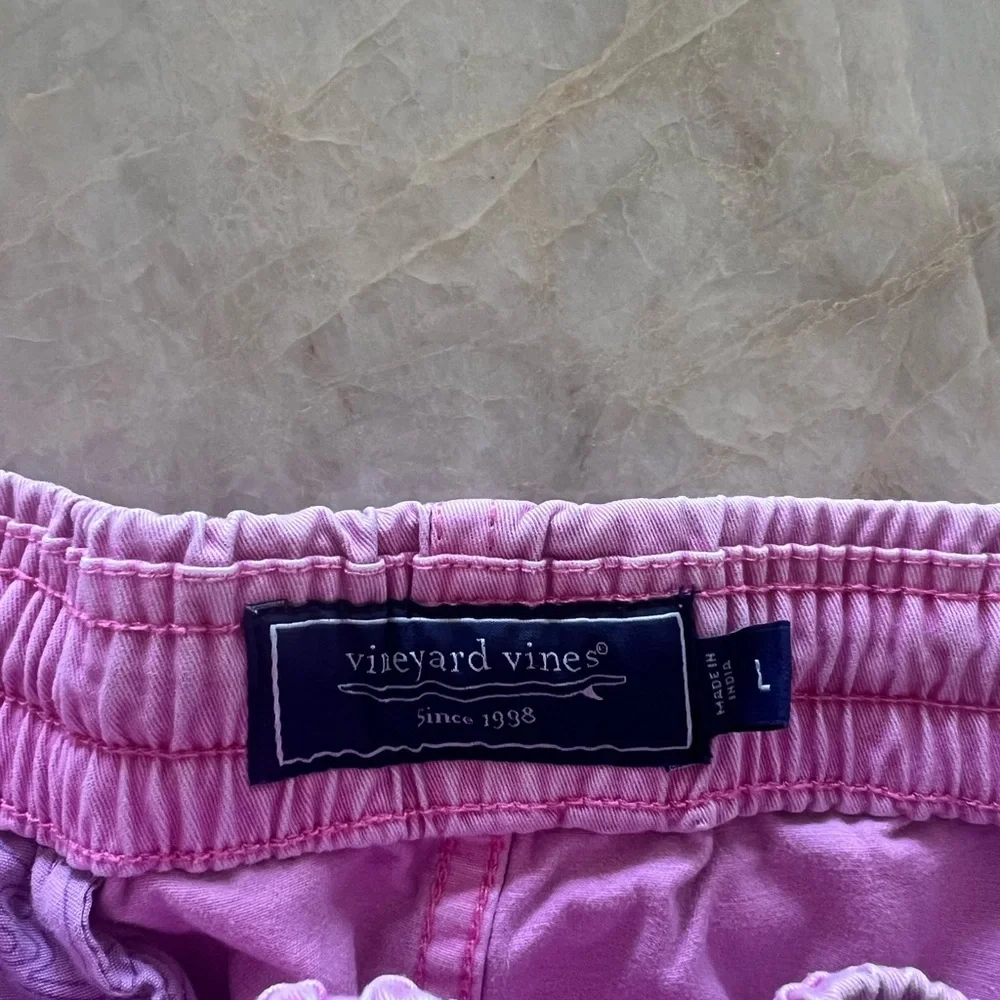 vineyard vines®
Since 1998
MADE IN
INDIA
L